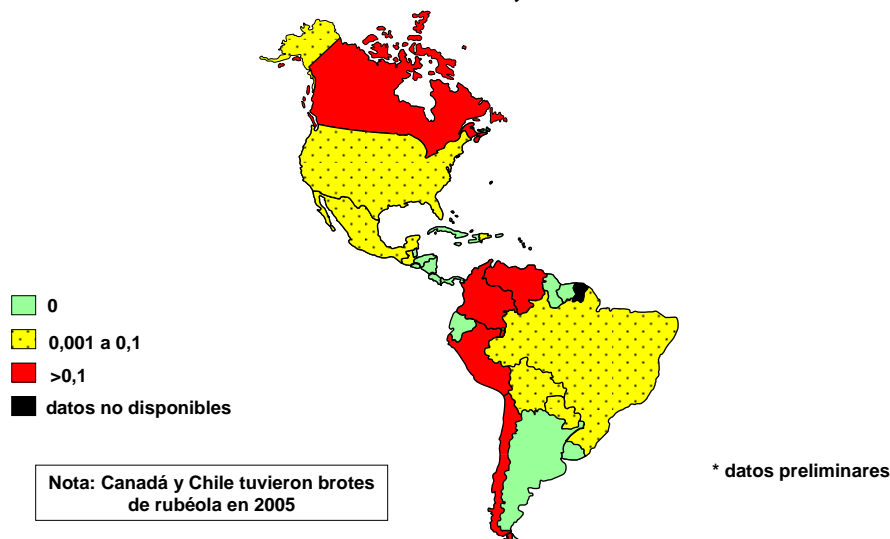 0
0,001 a 0,1
>0,1
datos no disponibles
Nota: Canadá y Chile tuvieron brotes
de rubéola en 2005
* datos preliminares